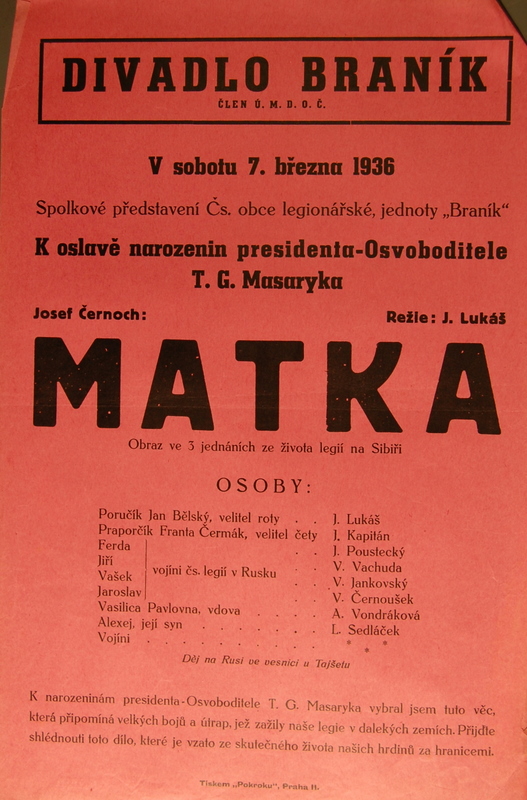 DIVADLO BRANÍK
ČLEN Ú. M. D. O. Č.
V sobotu 7. března 1936
Spolkové představení Čs. obce legionářské, jednoty „Braník“
K oslavě narozenin presidenta-Osvoboditele
T. G. Masaryka
Josef Černoch: Režie: J. Lukáš
MATKA
Obraz ve 3 jednáních ze života legií na Sibiři
OSOBY:
Poručík Jan Bělský, velitel roty . . J. Lukáš
Praporčík Franta Čermák, velitel čety J. Kapitán
Ferda . . J. Poustecký
Jiří V. Vachuda
vojíni čs. legií v Rusku . .
Vašek . . V. Jankovský
Jaroslav . . V. Černoušek
Vasilica Pavlovna, vdova . . . . A. Vondráková
Alexej, její syn . . . . . . L. Sedláček
Vojíni . . . . . . . . * * *
Děj na Rusi ve vesnici u Tajšetu
K narozeninám presidenta-Osvoboditele T. G. Masaryka vybral jsem tuto věc,
která připomíná velkých bojů a útrap, jež zažily naše legie v dalekých zemích. Přijďte
shlédnouti toto dílo, které je vzato ze skutečného života našich hrdinů za hranicemi.
Tiskem „Pokroku“, Praha II.